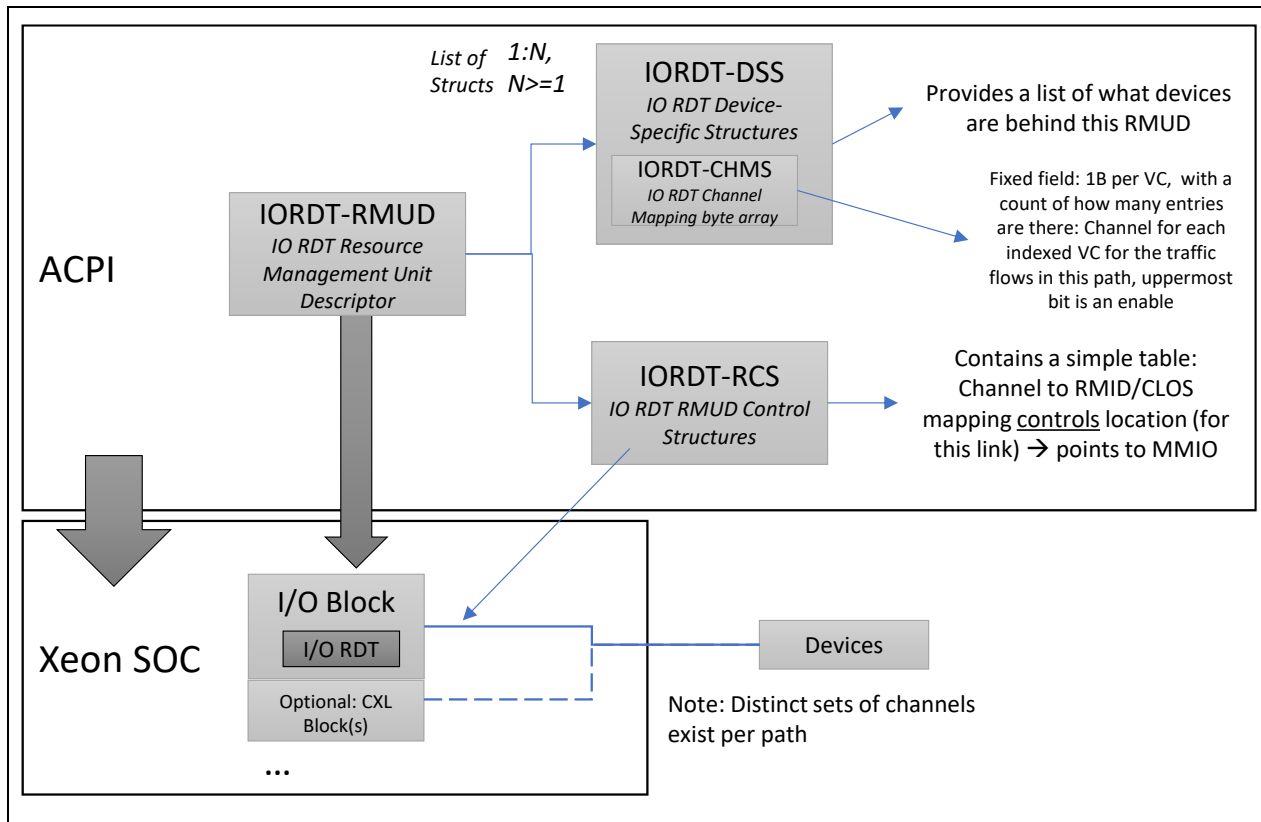 List of
Structs
1:N,
N>=1
IORDT-DSS
IO RDT Device-
Specific Structures
IORDT-CHMS
IO RDT Channel
Mapping byte array
Provides a list of what devices
are behind this RMUD
Fixed field: 1B per VC, with a
count of how many entries
are there: Channel for each
indexed VC for the traffic
flows in this path, uppermost
bit is an enable
ACPI
IORDT-RMUD
IO RDT Resource
Management Unit
Descriptor
IORDT-RCS
IO RDT RMUD Control
Structures
Contains a simple table:
Channel to RMID/CLOS
mapping controls location (for
this link) → points to MMIO
Xeon SOC
I/O Block
I/O RDT
Optional: CXL
Block(s)
...
Devices
Note: Distinct sets of channels
exist per path